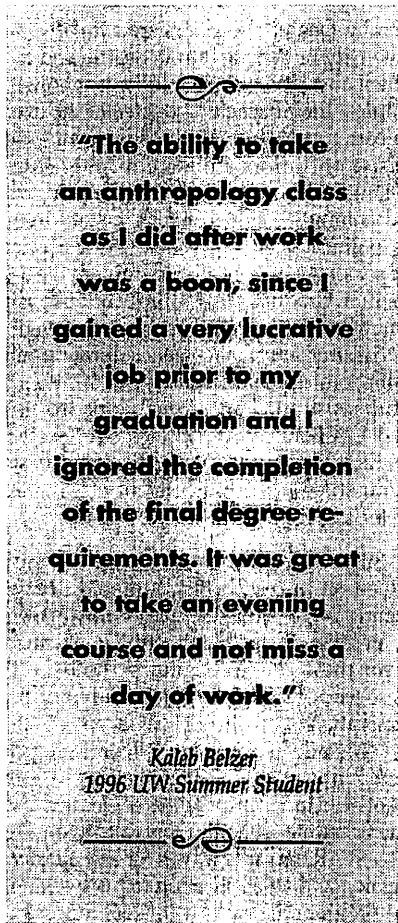 "The ability to take
an anthropology class
as I did after work
was a boon, since I
gained a very lucrative
job prior to my
graduation and I
ignored the completion
of the final degree re-
quirements. It was great
to take an evening
course and not miss a
day of work."
Kaleb Belzer
1996 UW Summer Student